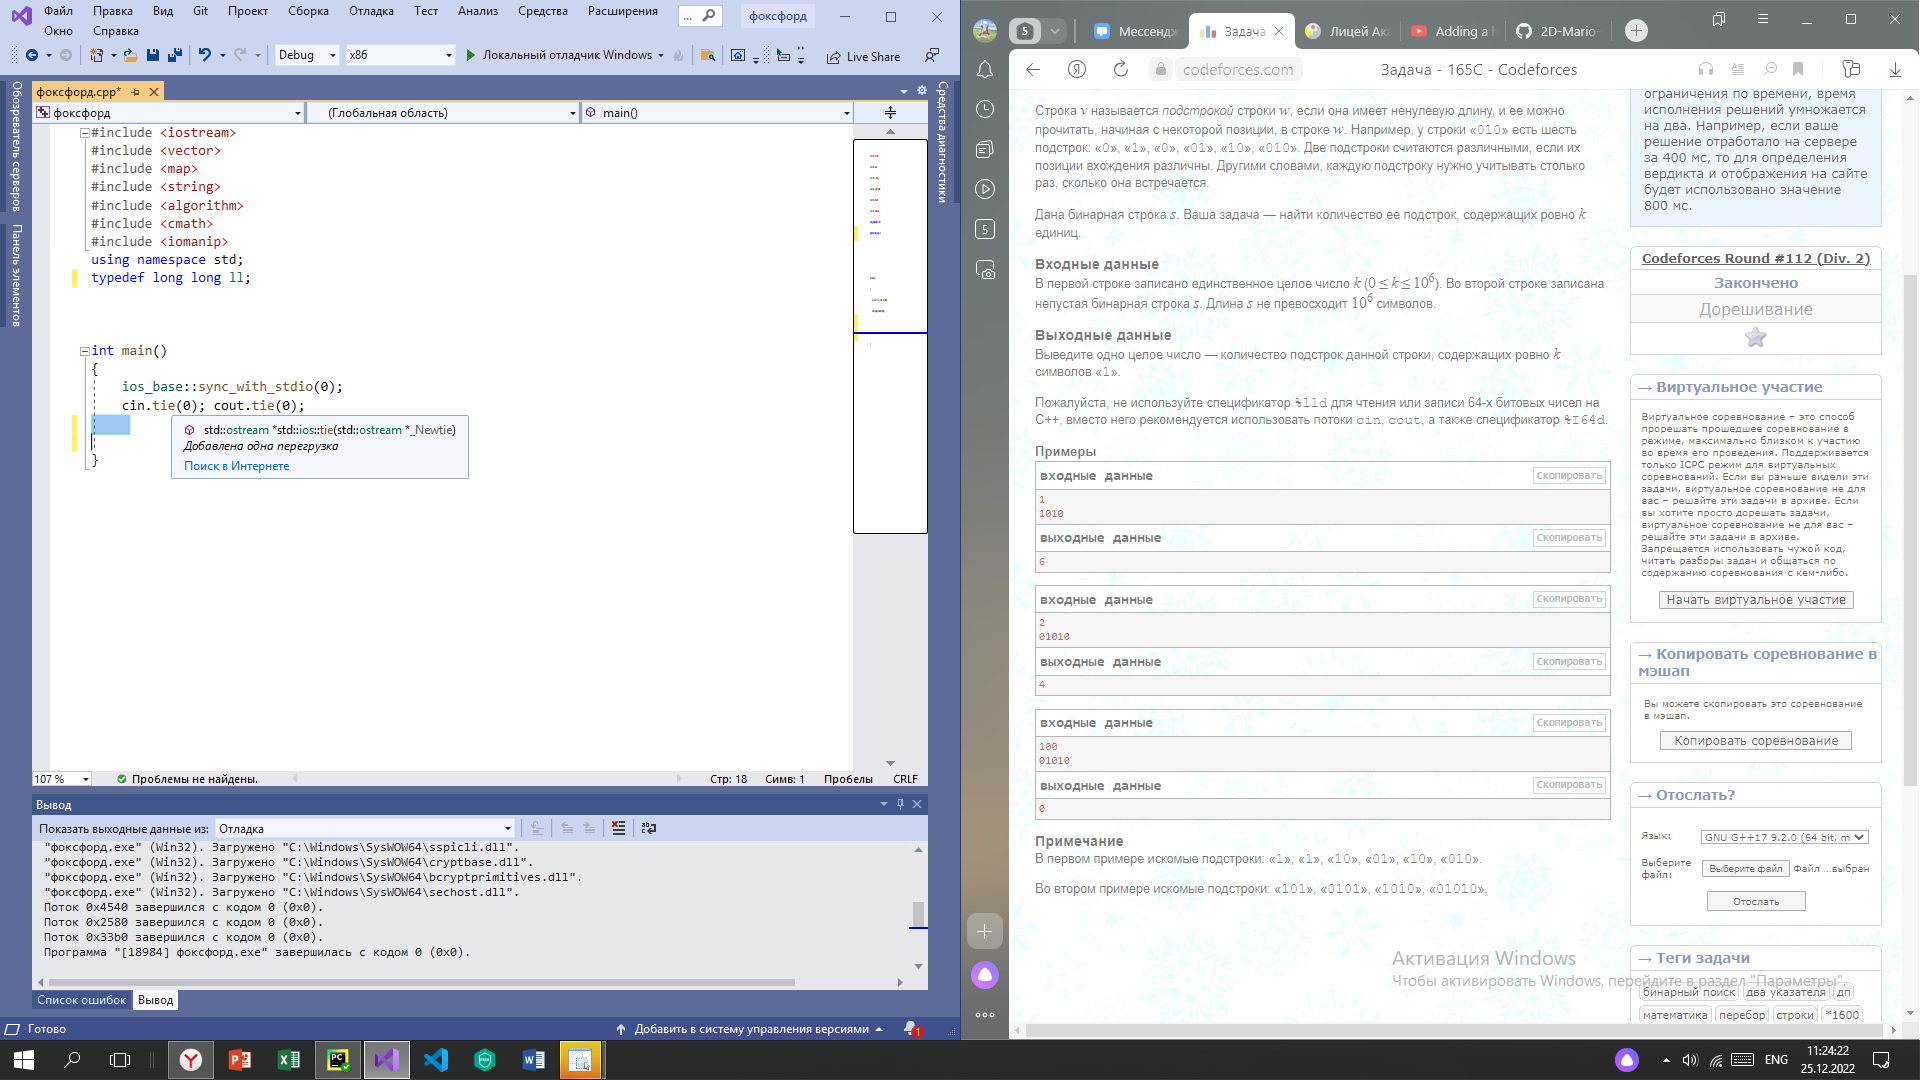 Файл Правка Вид Git Проект Сборка Отладка Тест Анализ Средства Расширения ... фоксфорд
Окно Справка
Debug x86 Локальный отладчик Windows Live Share
фоксфорд.cpp*
фоксфорд (Глобальная область) main()
Обозреватель серверов
Панель элементов
Средства диагностики
#include <iostream>
#include <vector>
#include <map>
#include <string>
#include <algorithm>
#include <cmath>
#include <iomanip>
using namespace std;
typedef long long ll;
int main()
{
ios_base::sync_with_stdio(0);
cin.tie(0); cout.tie(0);
std::ostream *std::ios::tie(std::ostream *_Newtie)
Добавлена одна перегрузка
Поиск в Интернете
}
107 % Проблемы не найдены. Стр: 18 Симв: 1 Пробелы CRLF
Вывод
Показать выходные данные из: Отладка
"фоксфорд.exe" (Win32). Загружено "C:\Windows\SysWOW64\sspicli.dll".
"фоксфорд.exe" (Win32). Загружено "C:\Windows\SysWOW64\cryptbase.dll".
"фоксфорд.exe" (Win32). Загружено "C:\Windows\SysWOW64\bcryptprimitives.dll".
"фоксфорд.exe" (Win32). Загружено "C:\Windows\SysWOW64\sechost.dll".
Поток 0x4540 завершился с кодом 0 (0x0).
Поток 0x2580 завершился с кодом 0 (0x0).
Поток 0x33b0 завершился с кодом 0 (0x0).
Программа "[18984] фоксфорд.exe" завершилась с кодом 0 (0x0).
Список ошибок Вывод
Готово Добавить в систему управления версиями 1
5 Мессендж Задача Лицей Ака Adding a 2D-Mario-
codeforces.com Задача - 165C - Codeforces
5
Строка v называется подстрокой строки w, если она имеет ненулевую длину, и ее можно
прочитать, начиная с некоторой позиции, в строке w. Например, у строки «010» есть шесть
подстрок: «0», «1», «0», «01», «10», «010». Две подстроки считаются различными, если их
позиции вхождения различны. Другими словами, каждую подстроку нужно учитывать столько
раз, сколько она встречается.
Дана бинарная строка s. Ваша задача — найти количество ее подстрок, содержащих ровно k
единиц.
Входные данные
В первой строке записано единственное целое число k (0 ≤ k ≤ 10⁶). Во второй строке записана
непустая бинарная строка s. Длина s не превосходит 10⁶ символов.
Выходные данные
Выведите одно целое число — количество подстрок данной строки, содержащих ровно k
символов «1».
Пожалуйста, не используйте спецификатор %lld для чтения или записи 64-х битовых чисел на
С++, вместо него рекомендуется использовать потоки cin, cout, а также спецификатор %I64d.
Примеры
входные данные Скопировать
1
1010
выходные данные Скопировать
6
входные данные Скопировать
2
01010
выходные данные Скопировать
4
входные данные Скопировать
100
01010
выходные данные Скопировать
0
Примечание
В первом примере искомые подстроки: «1», «1», «10», «01», «10», «010».
Во втором примере искомые подстроки: «101», «0101», «1010», «01010».
ограничения по времени, время
исполнения решений умножается
на два. Например, если ваше
решение отработало на сервере
за 400 мс, то для определения
вердикта и отображения на сайте
будет использовано значение
800 мс.
Codeforces Round #112 (Div. 2)
Закончено
Дорешивание
→ Виртуальное участие
Виртуальное соревнование – это способ
прорешать прошедшее соревнование в
режиме, максимально близком к участию
во время его проведения. Поддерживается
только ICPC режим для виртуальных
соревнований. Если вы раньше видели эти
задачи, виртуальное соревнование не для
вас – решайте эти задачи в архиве. Если
вы хотите просто дорешать задачи,
виртуальное соревнование не для вас –
решайте эти задачи в архиве.
Запрещается использовать чужой код,
читать разборы задач и общаться по
содержанию соревнования с кем-либо.
Начать виртуальное участие
→ Копировать соревнование в
мэшап
Вы можете скопировать это соревнование
в мэшап.
Копировать соревнование
→ Отослать?
Язык: GNU G++17 9.2.0 (64 bit, m
Выберите
файл: Выберите файл Файл ...выбран
Отослать
→ Теги задачи
бинарный поиск два указателя дп
математика перебор строки *1600
Активация Windows
Чтобы активировать Windows, перейдите в раздел "Параметры".
ENG 11:24:22
25.12.2022